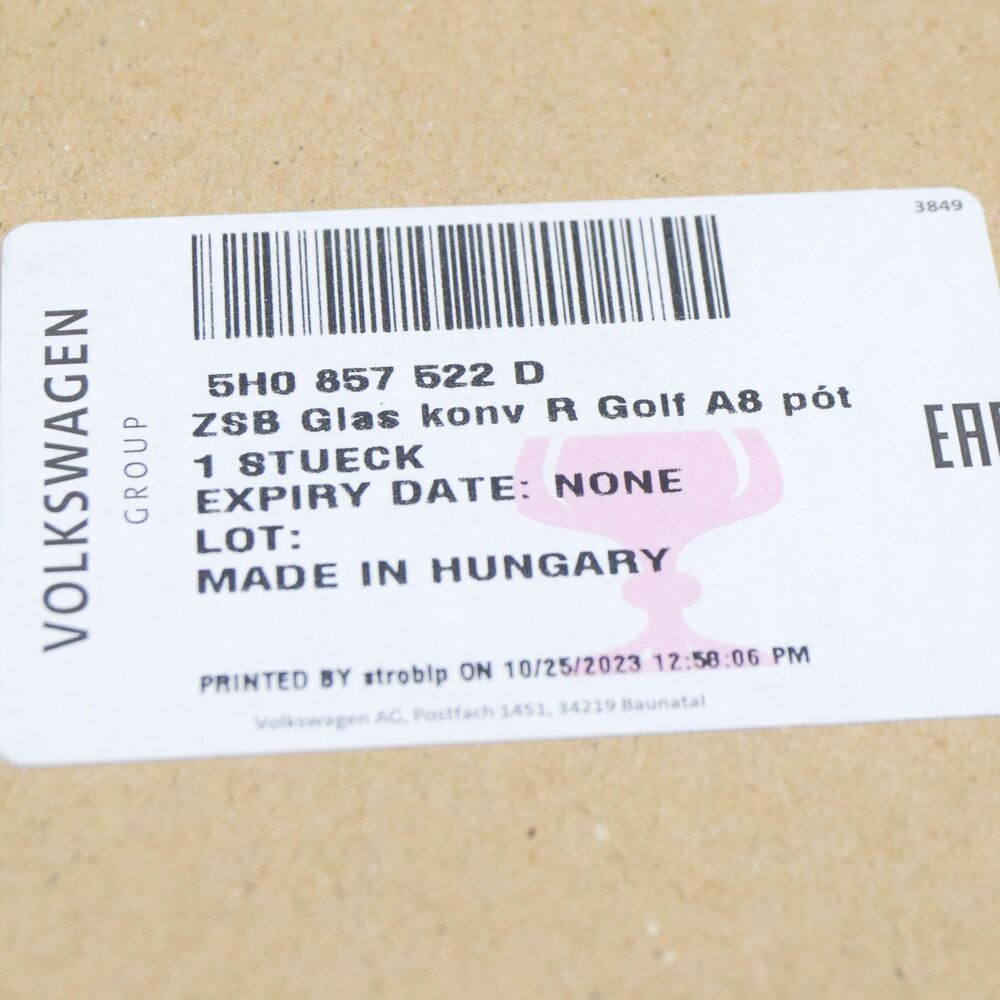 3849
VOLKSWAGEN
GROUP
5H0 857 522 D
ZSB Glas konv R Golf A8 pót
1 STUECK
EXPIRY DATE: NONE
LOT:
MADE IN HUNGARY
PRINTED BY stroblp ON 10/25/2023 12:58:06 PM
Volkswagen AG, Postfach 1451, 34219 Baunatal